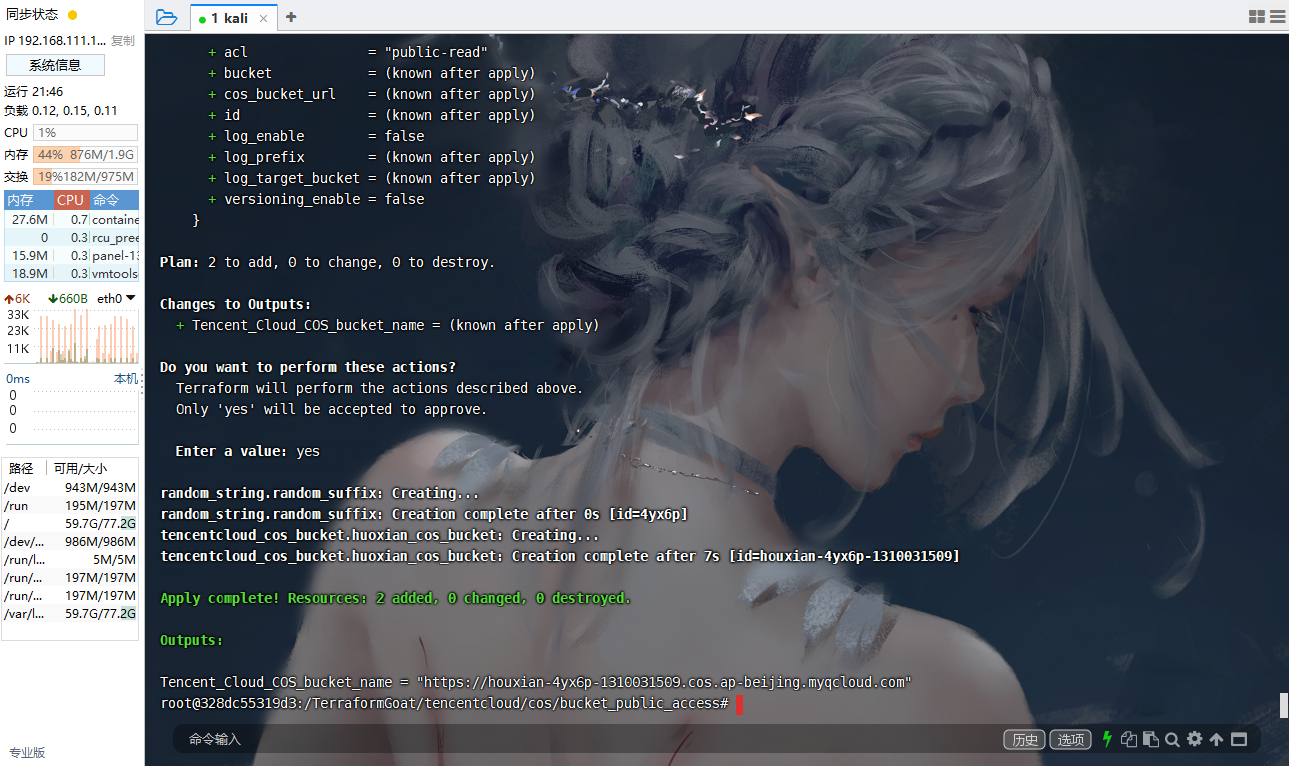 同步状态
IP 192.168.111.1... 复制
系统信息
运行 21:46
负载 0.12, 0.15, 0.11
CPU 1%
内存 44% 876M/1.9G
交换 19% 182M/975M
内存 CPU 命令
27.6M 0.7 containe
0 0.3 rcu_pree
15.9M 0.3 panel-13
18.9M 0.3 vmtools
6K 660B eth0
33K
23K
11K
0ms 本机
0
0
0
路径 可用/大小
/dev 943M/943M
/run 195M/197M
/ 59.7G/77.2G
/dev/... 986M/986M
/run/l... 5M/5M
/run/... 197M/197M
/run/... 197M/197M
/var/l... 59.7G/77.2G
专业版
1 kali
+ acl = "public-read"
+ bucket = (known after apply)
+ cos_bucket_url = (known after apply)
+ id = (known after apply)
+ log_enable = false
+ log_prefix = (known after apply)
+ log_target_bucket = (known after apply)
+ versioning_enable = false
}
Plan: 2 to add, 0 to change, 0 to destroy.
Changes to Outputs:
+ Tencent_Cloud_COS_bucket_name = (known after apply)
Do you want to perform these actions?
Terraform will perform the actions described above.
Only 'yes' will be accepted to approve.
Enter a value: yes
random_string.random_suffix: Creating...
random_string.random_suffix: Creation complete after 0s [id=4yx6p]
tencentcloud_cos_bucket.huoxian_cos_bucket: Creating...
tencentcloud_cos_bucket.huoxian_cos_bucket: Creation complete after 7s [id=houxian-4yx6p-1310031509]
Apply complete! Resources: 2 added, 0 changed, 0 destroyed.
Outputs:
Tencent_Cloud_COS_bucket_name = "https://houxian-4yx6p-1310031509.cos.ap-beijing.myqcloud.com"
root@328dc55319d3:/TerraformGoat/tencentcloud/cos/bucket_public_access#
命令输入 历史 选项